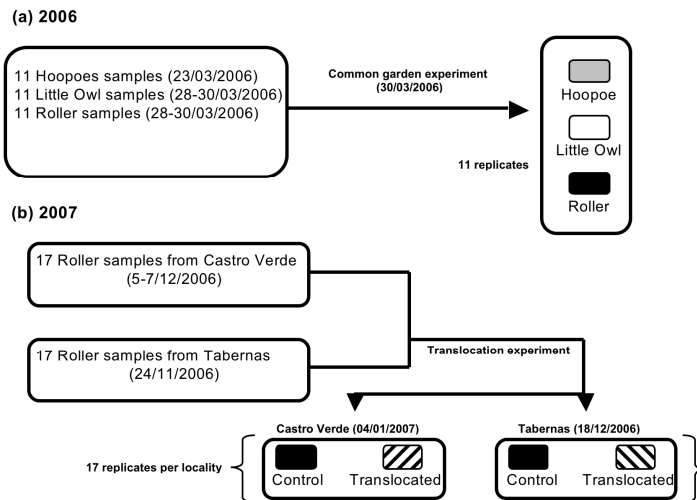 (a) 2006
11 Hoopoes samples (23/03/2006)
11 Little Owl samples (28-30/03/2006)
11 Roller samples (28-30/03/2006)
Common garden experiment
(30/03/2006)
Hoopoe
Little Owl
Roller
11 replicates
(b) 2007
17 Roller samples from Castro Verde
(5-7/12/2006)
17 Roller samples from Tabernas
(24/11/2006)
Translocation experiment
Castro Verde (04/01/2007)
Tabernas (18/12/2006)
17 replicates per locality
Control
Translocated
Control
Translocated